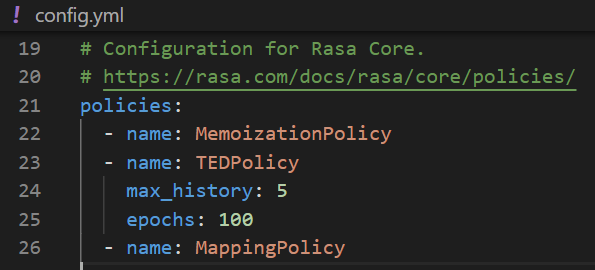 ! config.yml
19 # Configuration for Rasa Core.
20 # https://rasa.com/docs/rasa/core/policies/
21 policies:
22 - name: MemoizationPolicy
23 - name: TEDPolicy
24 max_history: 5
25 epochs: 100
26 - name: MappingPolicy